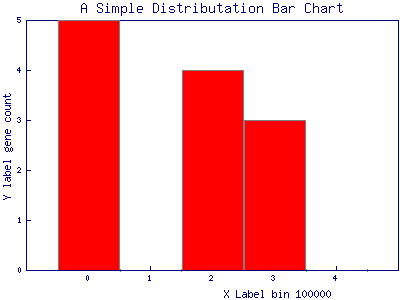 A Simple Distributation Bar Chart
5
4
3
2
1
0
Y label gene count
0 1 2 3 4
X Label bin 100000